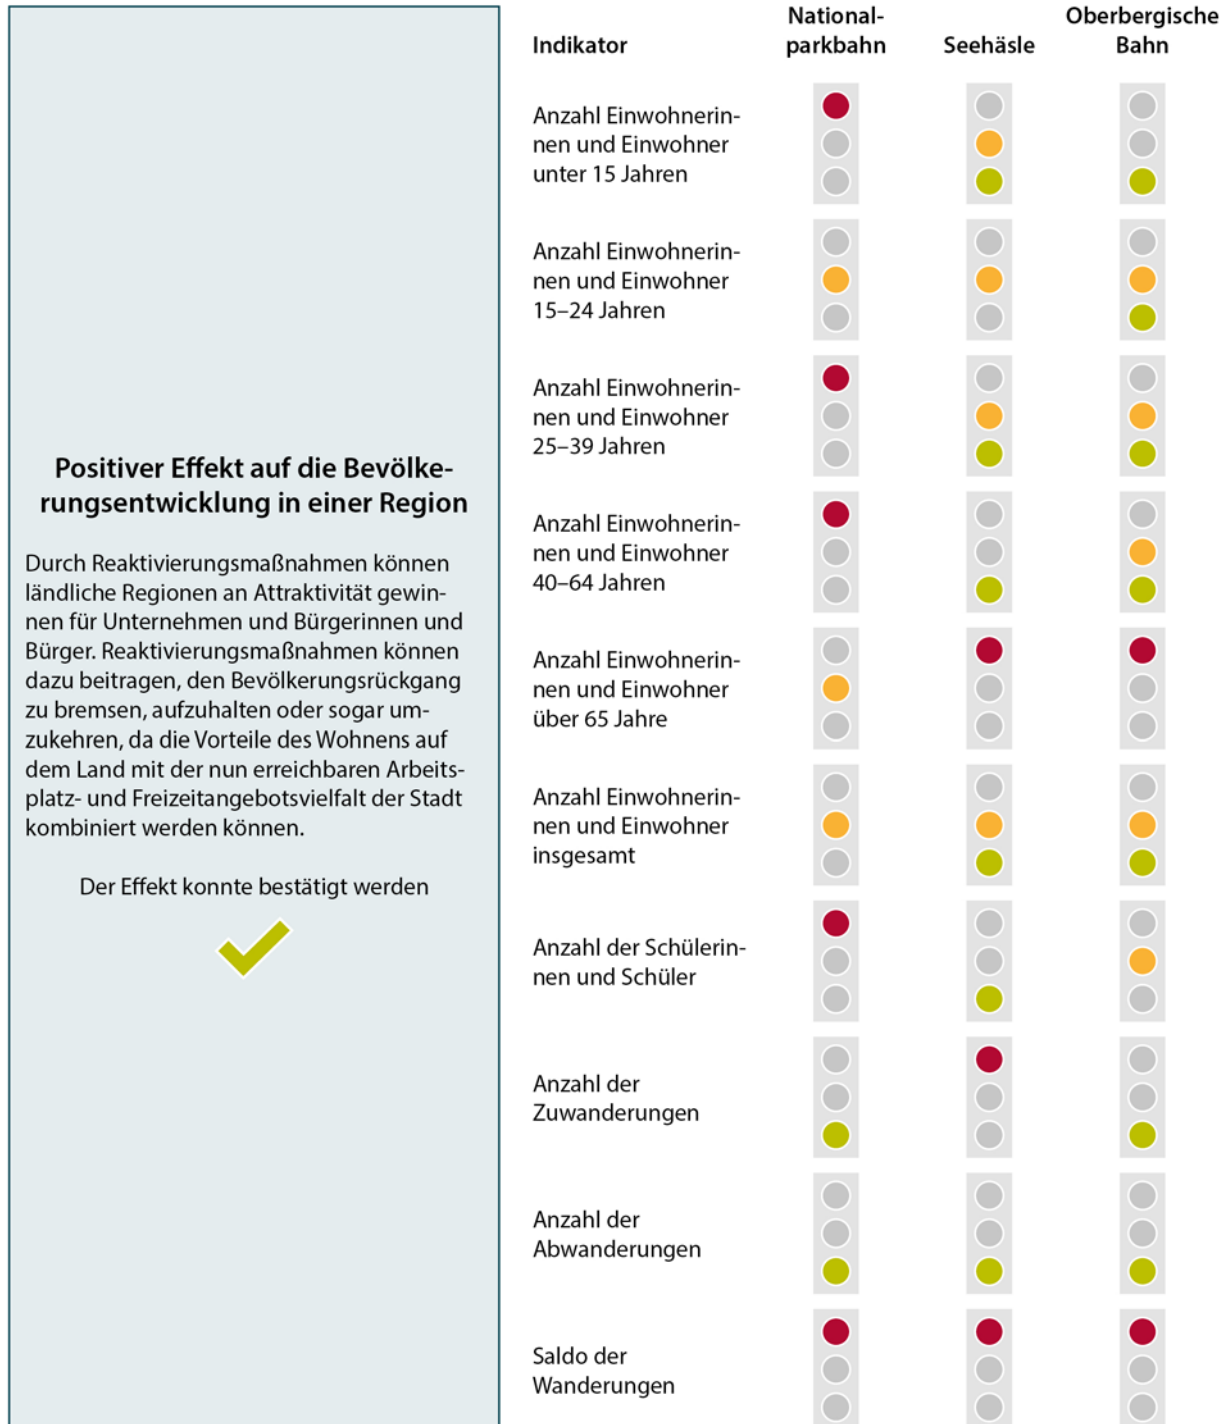 Positiver Effekt auf die Bevölke-
rungsentwicklung in einer Region
Durch Reaktivierungsmaßnahmen können
ländliche Regionen an Attraktivität gewin-
nen für Unternehmen und Bürgerinnen und
Bürger. Reaktivierungsmaßnahmen können
dazu beitragen, den Bevölkerungsrückgang
zu bremsen, aufzuhalten oder sogar um-
zukehren, da die Vorteile des Wohnens auf
dem Land mit der nun erreichbaren Arbeits-
platz- und Freizeitangebotsvielfalt der Stadt
kombiniert werden können.
Der Effekt konnte bestätigt werden
Indikator
National-
parkbahn
Seehäsle
Oberbergische
Bahn
Anzahl Einwohnerin-
nen und Einwohner
unter 15 Jahren
Anzahl Einwohnerin-
nen und Einwohner
15–24 Jahren
Anzahl Einwohnerin-
nen und Einwohner
25–39 Jahren
Anzahl Einwohnerin-
nen und Einwohner
40–64 Jahren
Anzahl Einwohnerin-
nen und Einwohner
über 65 Jahre
Anzahl Einwohnerin-
nen und Einwohner
insgesamt
Anzahl der Schülerin-
nen und Schüler
Anzahl der
Zuwanderungen
Anzahl der
Abwanderungen
Saldo der
Wanderungen